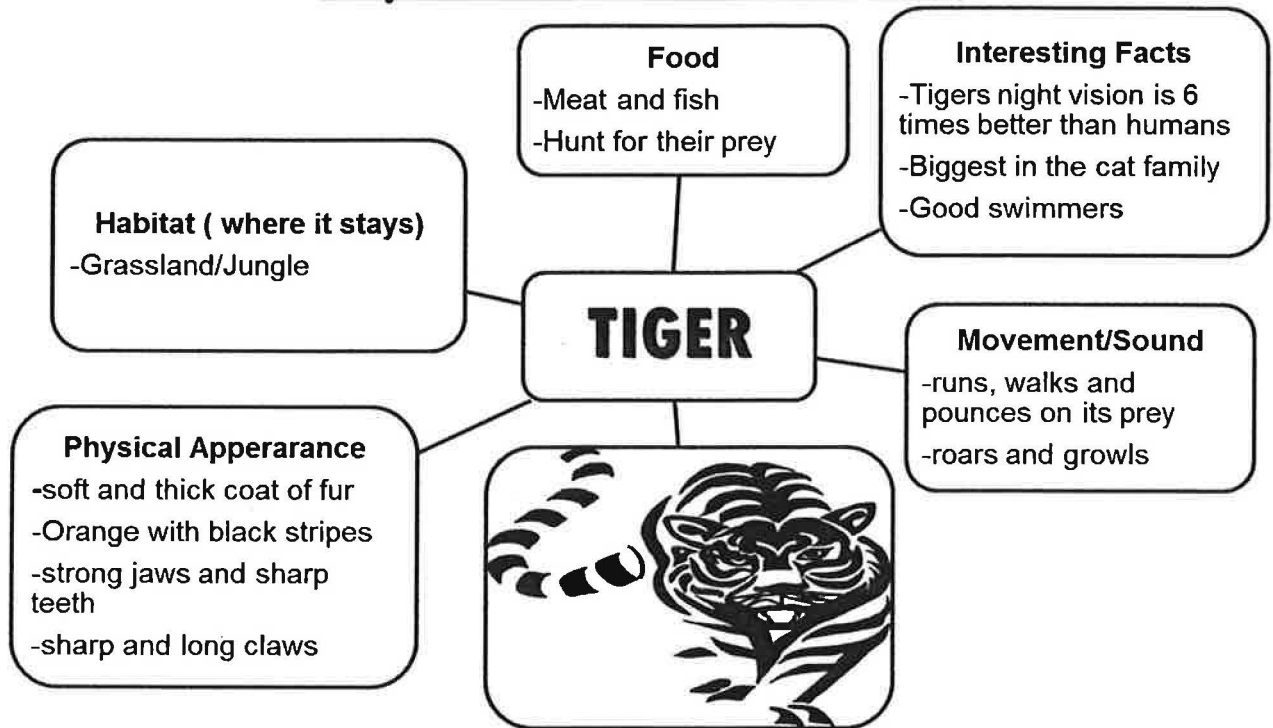 Food
-Meat and fish
-Hunt for their prey
Interesting Facts
-Tigers night vision is 6
times better than humans
-Biggest in the cat family
-Good swimmers
Habitat ( where it stays)
-Grassland/Jungle
TIGER
Movement/Sound
-runs, walks and
pounces on its prey
-roars and growls
Physical Apperarance
-soft and thick coat of fur
-Orange with black stripes
-strong jaws and sharp
teeth
-sharp and long claws